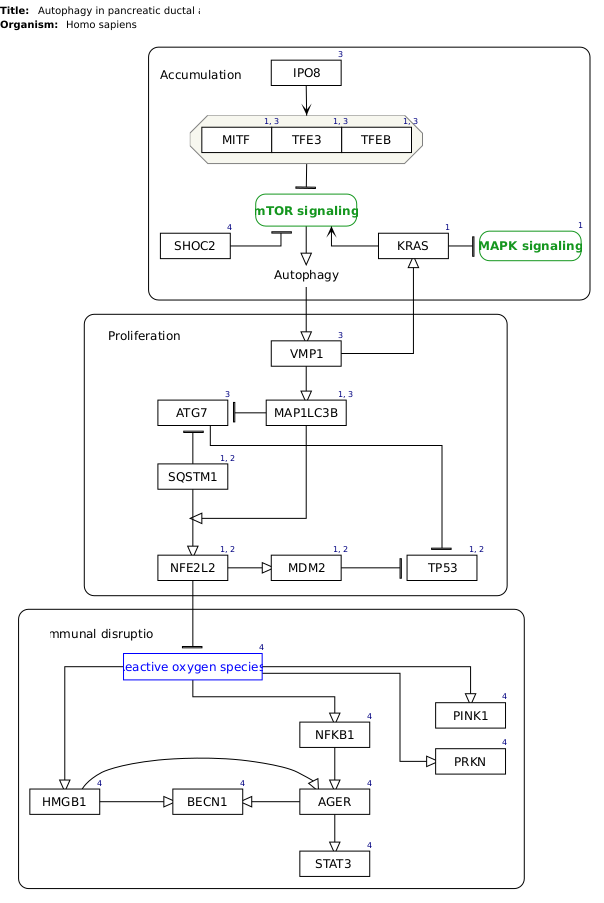 Title: Autophagy in pancreatic ductal
Organism: Homo sapiens
3
Accumulation
IPO8
1, 3
1, 3
1, 3
MITF
TFE3
TFEB
mTOR signaling
4
1
1
SHOC2
KRAS
MAPK signaling
Autophagy
Proliferation
3
VMP1
3
1, 3
ATG7
MAP1LC3B
1, 2
SQSTM1
1, 2
1, 2
1, 2
NFE2L2
MDM2
TP53
disruptio
4
eactive oxygen species
4
PINK1
4
NFKB1
4
PRKN
4
4
4
HMGB1
BECN1
AGER
4
STAT3